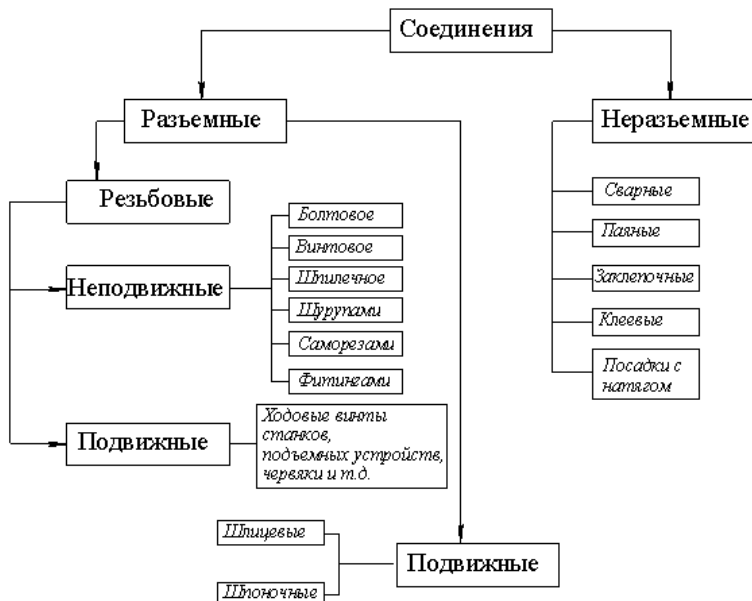 Соединения
Разъемные
Неразъемные
Резьбовые
Неподвижные
Болтовое
Винтовое
Шпилечное
Шурупами
Саморезами
Фитингами
Подвижные
Ходовые винты
станков,
подъемных устройств,
червяки и т.д.
Подвижные
Шлицевые
Шпоночные
Сварные
Паяные
Заклепочные
Клеевые
Посадки с
натягом